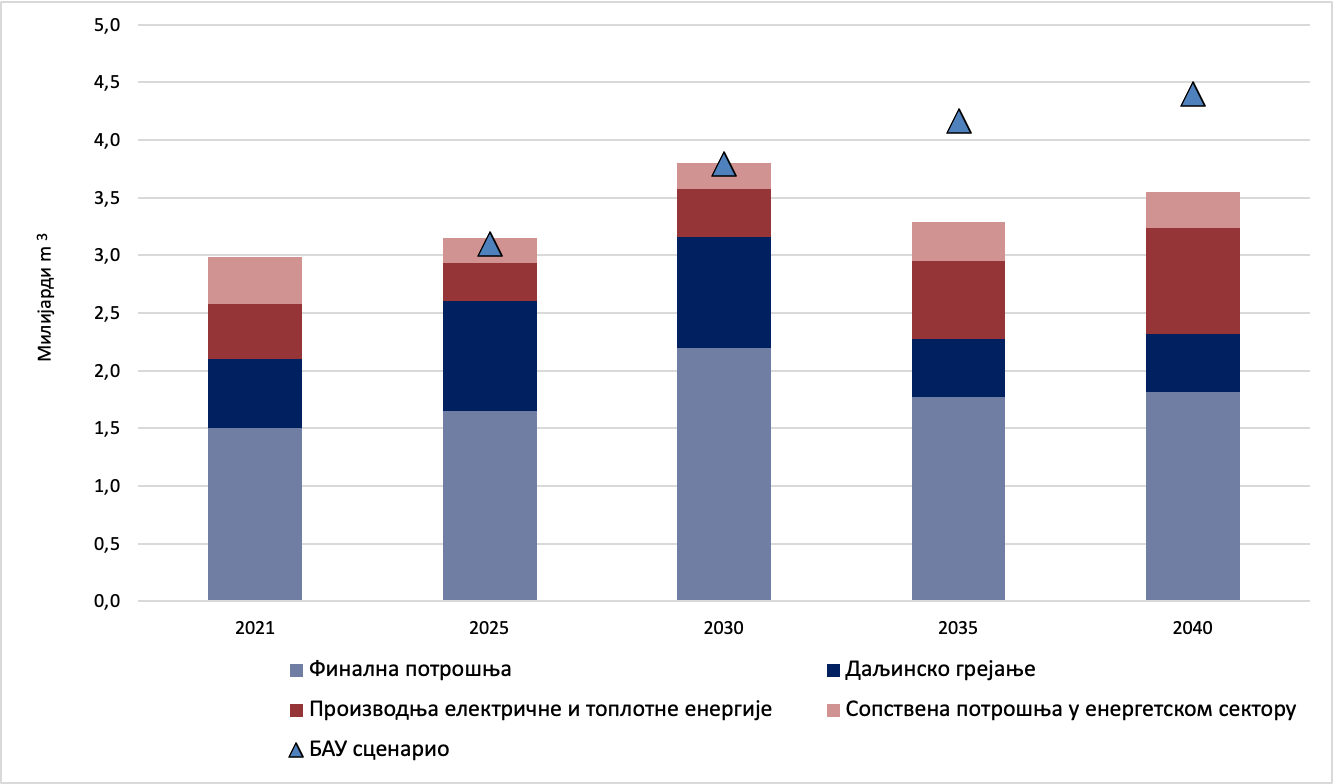 5,0
4,5
4,0
3,5
3,0
2,5
2,0
1,5
1,0
0,5
0,0
Милијарди m ³
2021 2025 2030 2035 2040
Финална потрошња Даљинско грејање
Производња електричне и топлотне енергије Сопствена потрошња у енергетском сектору
БАУ сценарио